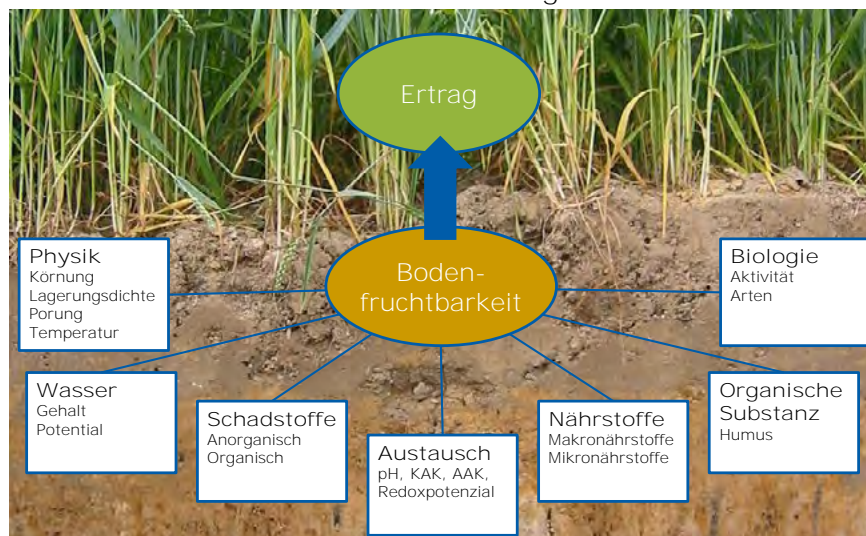 Ertrag
Boden-
fruchtbarkeit
Physik
Körnung
Lagerungsdichte
Porung
Temperatur
Biologie
Aktivität
Arten
Wasser
Gehalt
Potential
Schadstoffe
Anorganisch
Organisch
Austausch
pH, KAK, AAK,
Redoxpotenzial
Nährstoffe
Makronährstoffe
Mikronährstoffe
Organische
Substanz
Humus